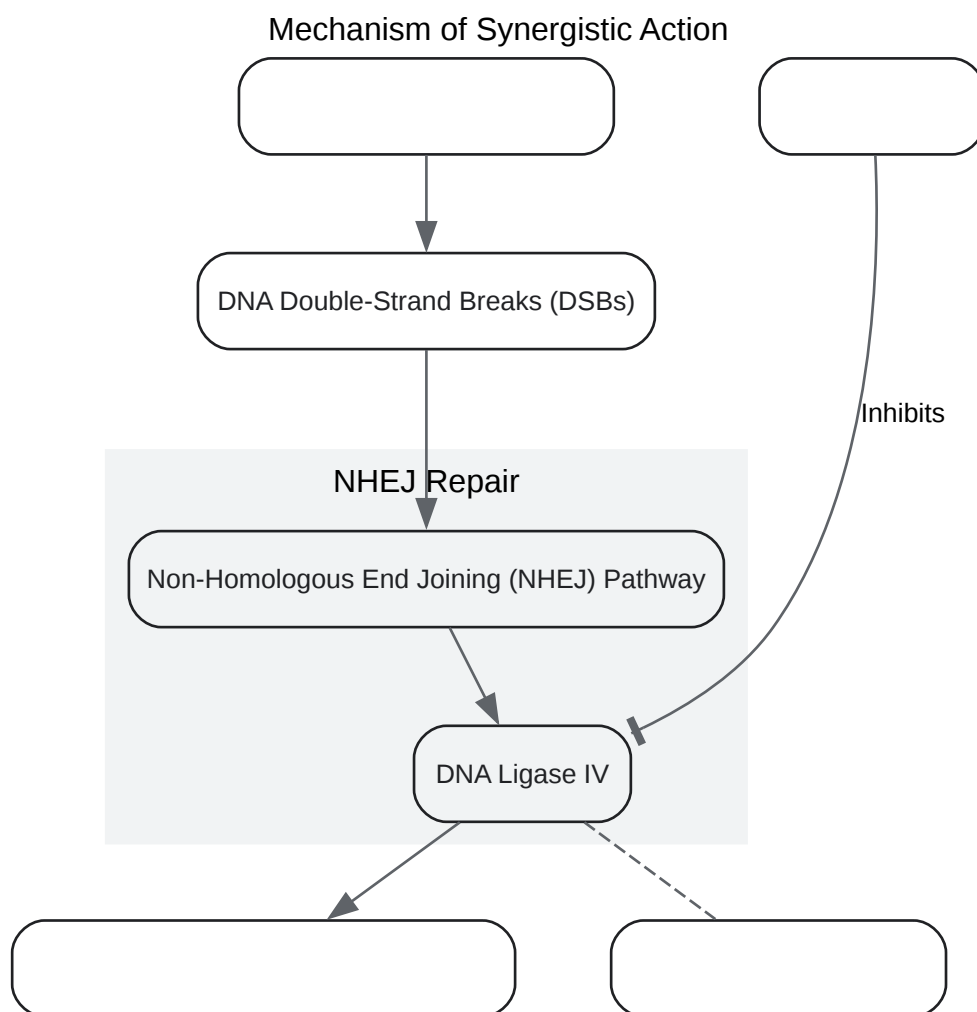 Mechanism of Synergistic Action
DNA Double-Strand Breaks (DSBs)
Inhibits
NHEJ Repair
Non-Homologous End Joining (NHEJ) Pathway
DNA Ligase IV